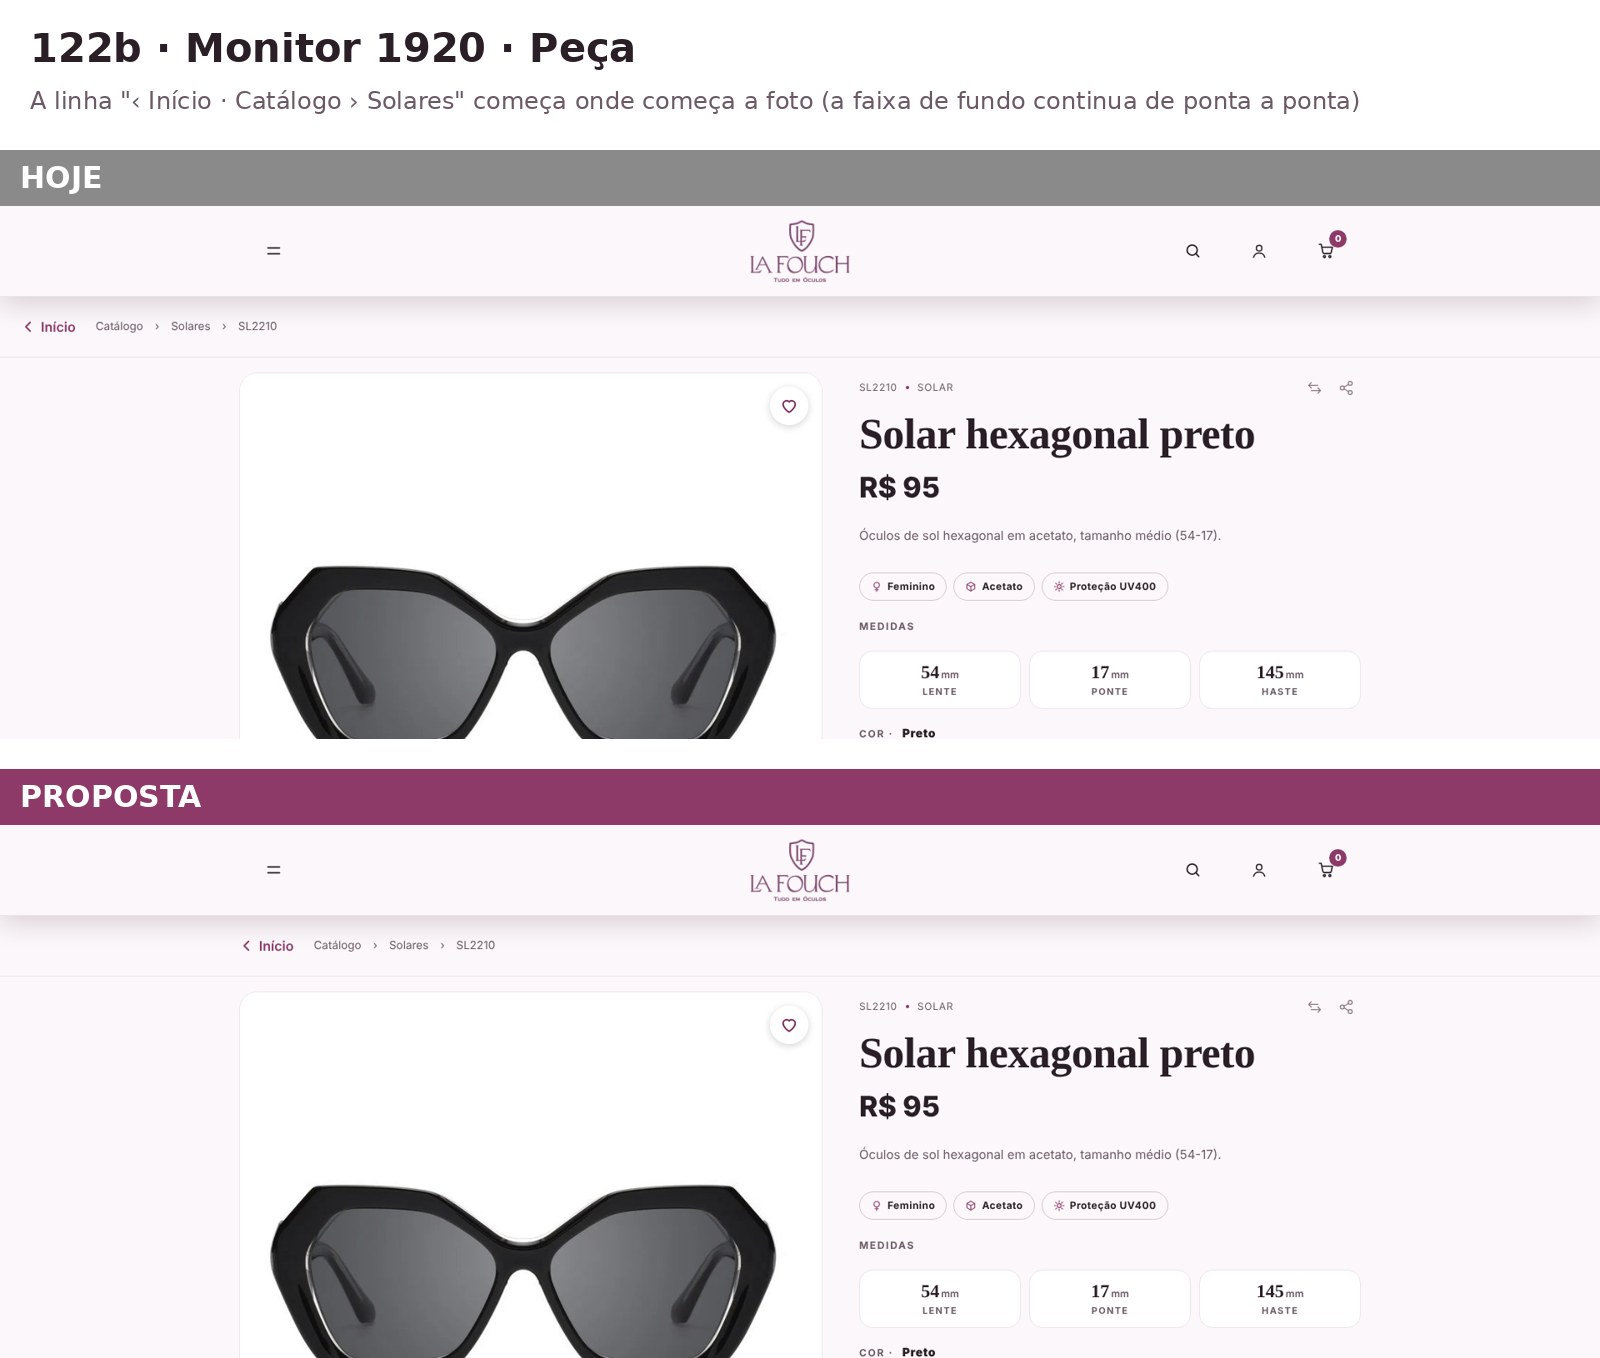 122b · Monitor 1920 · Peça
A linha "‹ Início · Catálogo › Solares" começa onde começa a foto (a faixa de fundo continua de ponta a ponta)
HOJE
LF
LA FOUCH
TUDO EM ÓCULOS
0
Início Catálogo › Solares › SL2210
SL2210 • SOLAR
Solar hexagonal preto
R$ 95
Óculos de sol hexagonal em acetato, tamanho médio (54-17).
Feminino Acetato Proteção UV400
MEDIDAS
54 mm 17 mm 145 mm
LENTE PONTE HASTE
COR · Preto
PROPOSTA
LF
LA FOUCH
TUDO EM ÓCULOS
0
Início Catálogo › Solares › SL2210
SL2210 • SOLAR
Solar hexagonal preto
R$ 95
Óculos de sol hexagonal em acetato, tamanho médio (54-17).
Feminino Acetato Proteção UV400
MEDIDAS
54 mm 17 mm 145 mm
LENTE PONTE HASTE
COR · Preto